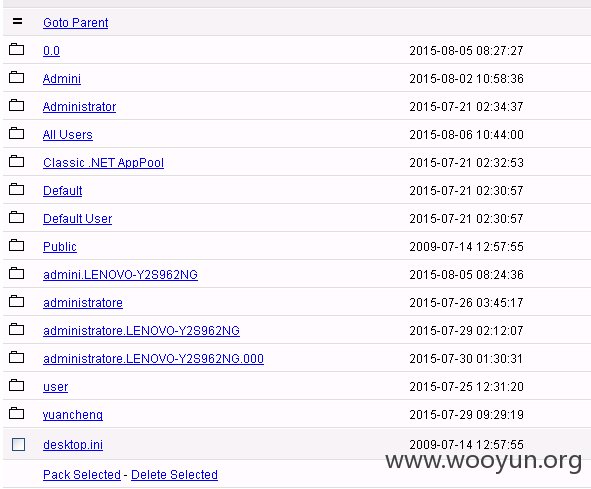 Goto Parent
0.0 2015-08-05 08:27:27
Admini 2015-08-02 10:58:36
Administrator 2015-07-21 02:34:37
All Users 2015-08-06 10:44:00
Classic .NET AppPool 2015-07-21 02:32:53
Default 2015-07-21 02:30:57
Default User 2015-07-21 02:30:57
Public 2009-07-14 12:57:55
admini.LENOVO-Y2S962NG 2015-08-05 08:24:36
administratore 2015-07-26 03:45:17
administratore.LENOVO-Y2S962NG 2015-07-29 02:12:07
administratore.LENOVO-Y2S962NG.000 2015-07-30 01:30:31
user 2015-07-25 12:31:20
yuancheng 2015-07-29 09:29:19
desktop.ini 2009-07-14 12:57:55
www.wooyun.org
Pack Selected - Delete Selected